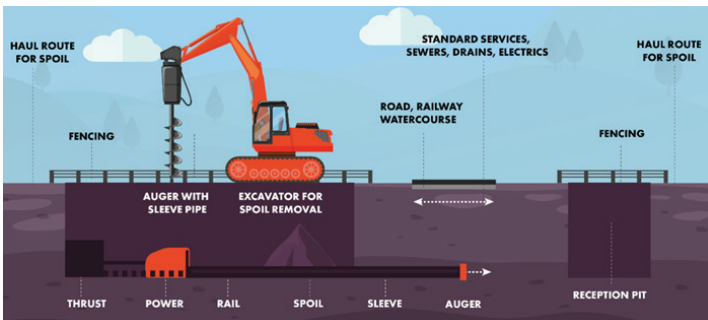 HAUL ROUTE
FOR SPOIL
STANDARD SERVICES,
SEWERS, DRAINS, ELECTRICS
HAUL ROUTE
FOR SPOIL
ROAD, RAILWAY
WATERCOURSE
FENCING
FENCING
AUGER WITH
SLEEVE PIPE
EXCAVATOR FOR
SPOIL REMOVAL
THRUST
POWER
RAIL
SPOIL
SLEEVE
AUGER
RECEPTION PIT